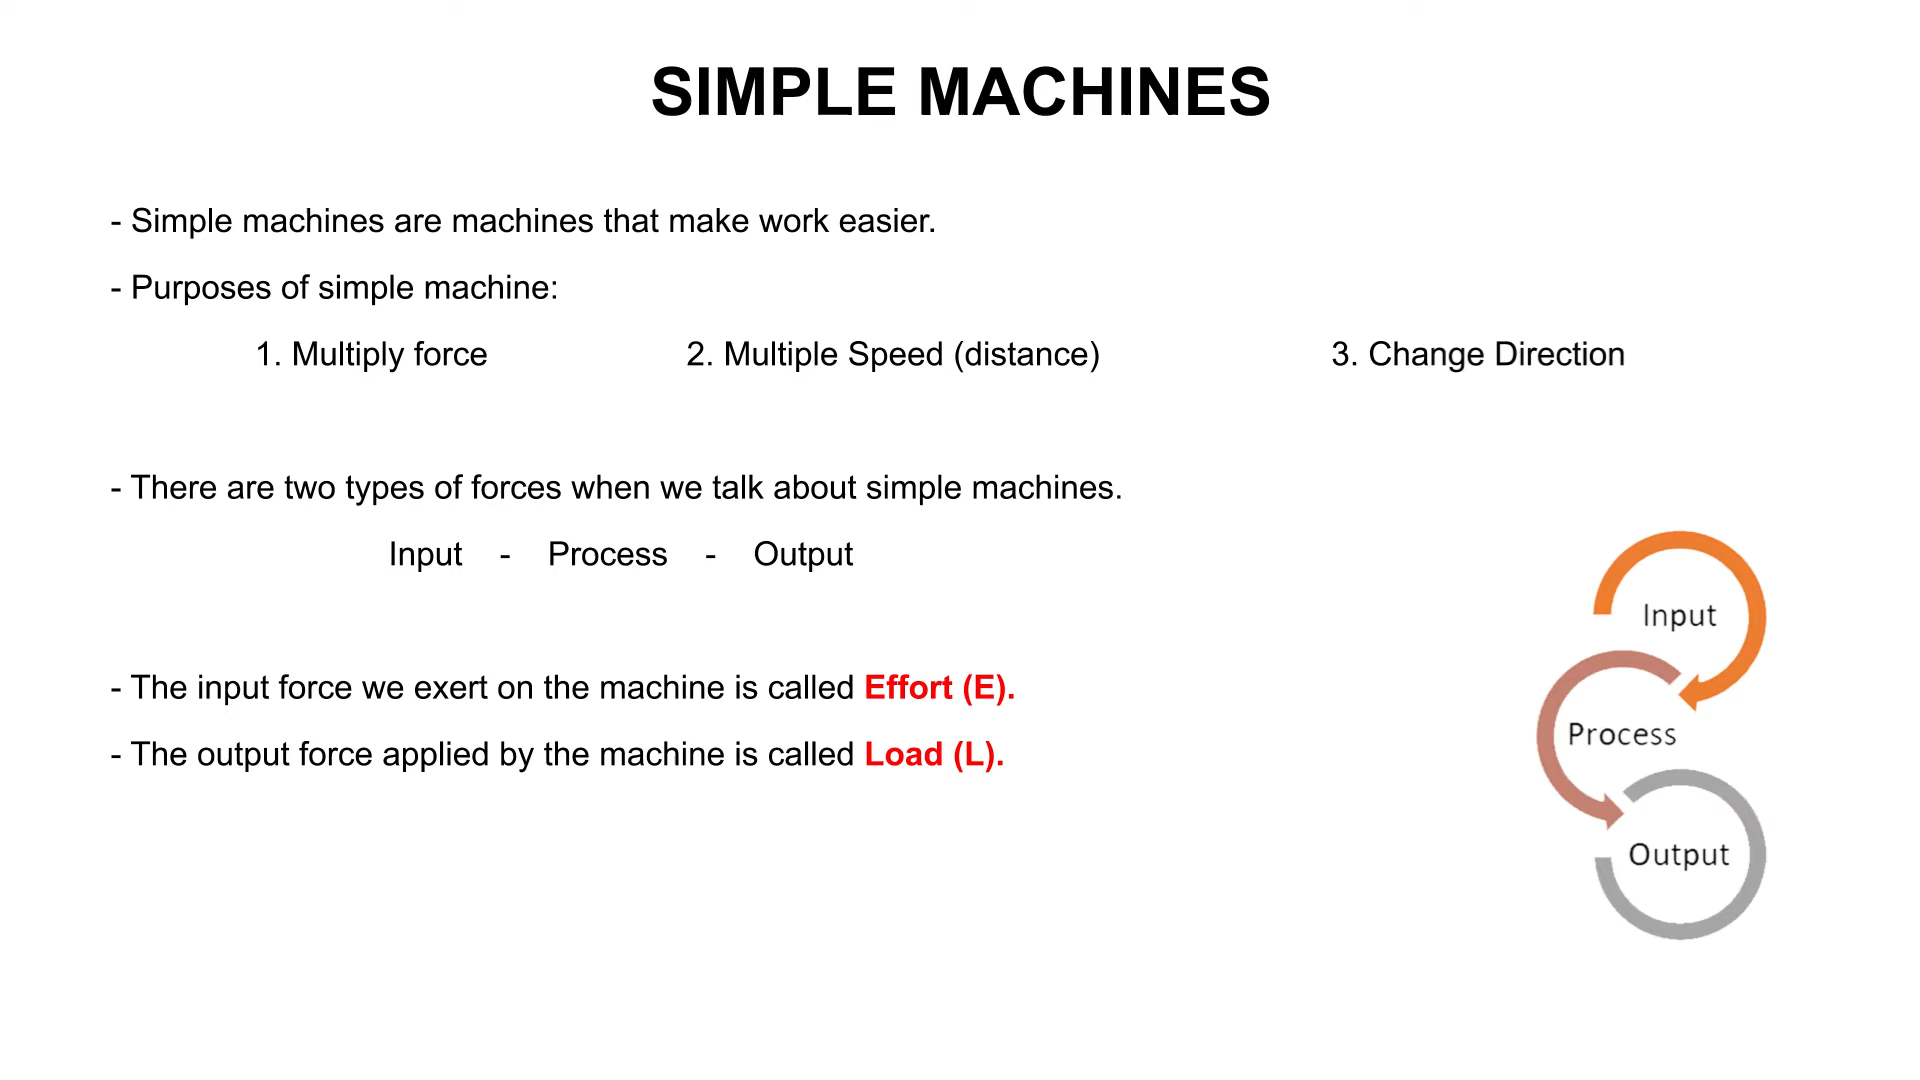 SIMPLE MACHINES
- Simple machines are machines that make work easier.
- Purposes of simple machine:
1. Multiply force 2. Multiple Speed (distance) 3. Change Direction
- There are two types of forces when we talk about simple machines.
Input - Process - Output
- The input force we exert on the machine is called Effort (E).
- The output force applied by the machine is called Load (L).
Input
Process
Output